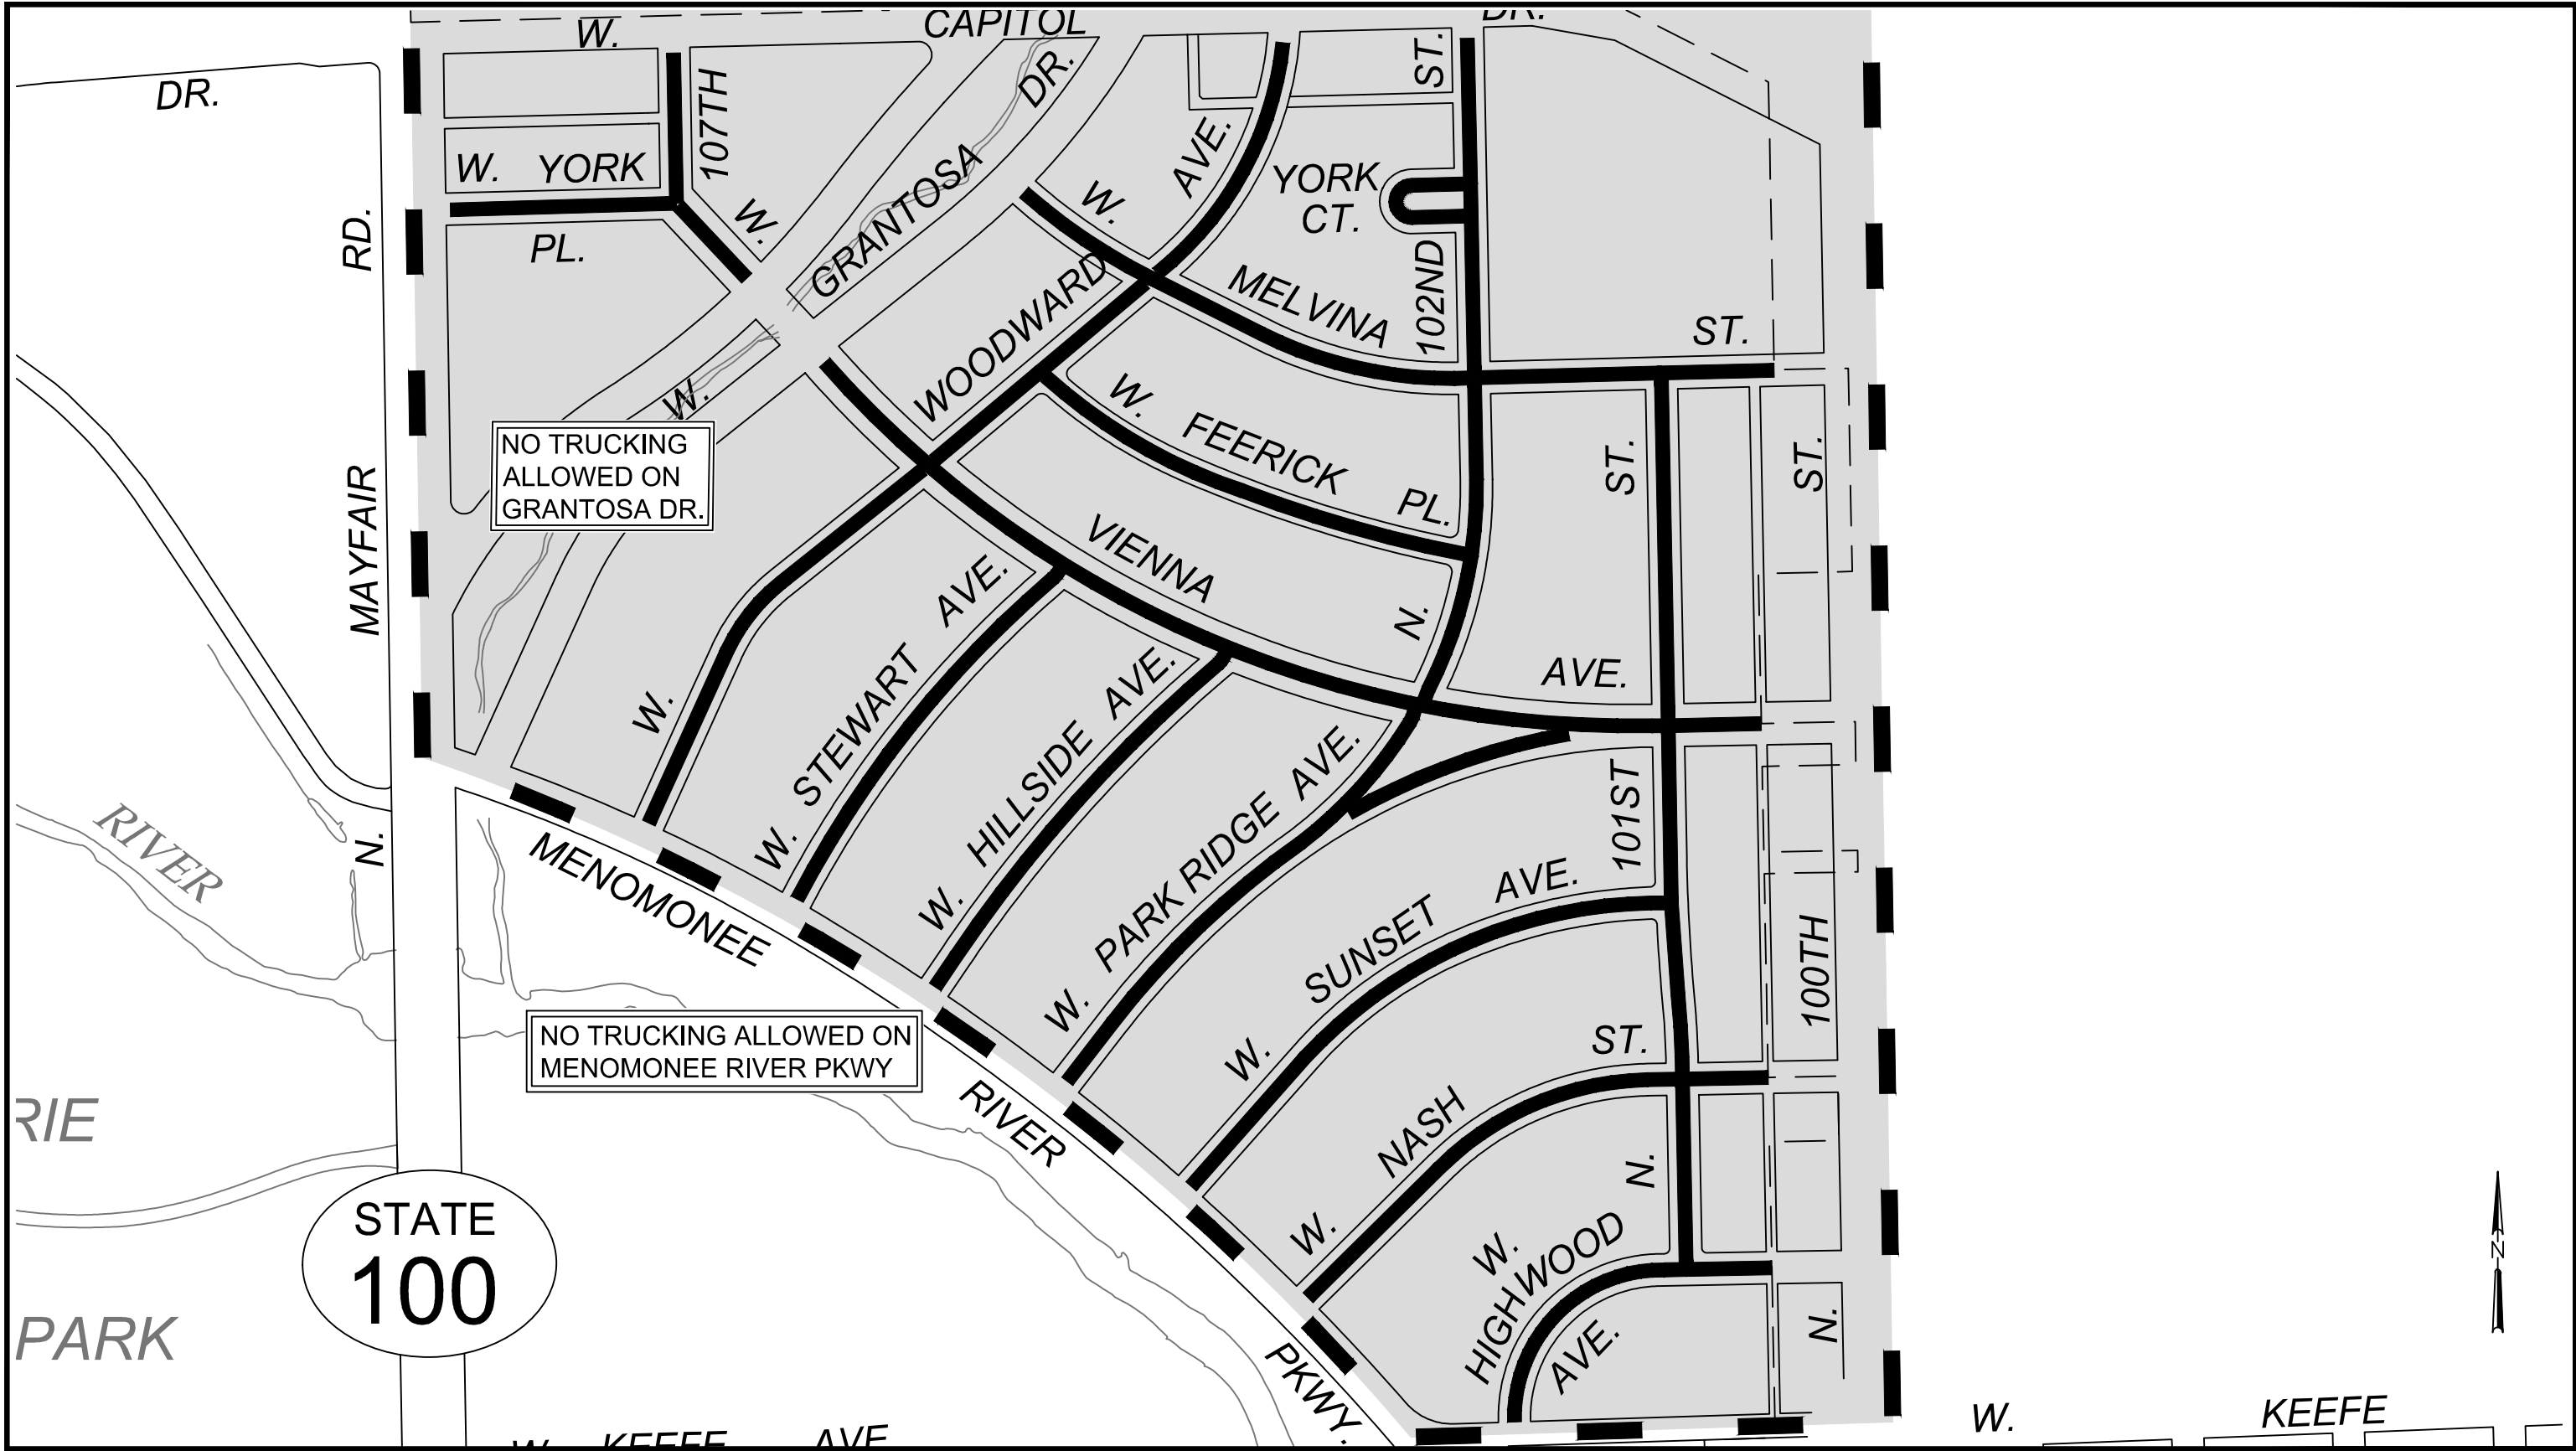 W. CAPITOL DR.
DR.
107TH
W. YORK
PL.
W.
GRANTOSA DR.
W.
W. WOODWARD AVE.
YORK
CT.
ST.
102ND
N.
W. MELVINA ST.
W. FEERICK PL.
VIENNA AVE.
RD.
MAYFAIR
N.
NO TRUCKING
ALLOWED ON
GRANTOSA DR.
W. STEWART AVE.
W. HILLSIDE AVE.
W. PARK RIDGE AVE.
W. SUNSET AVE.
W. NASH ST.
W.
HIGHWOOD
AVE.
ST.
101ST
N.
ST.
100TH
N.
RIVER
MENOMONEE RIVER PKWY.
NO TRUCKING ALLOWED ON
MENOMONEE RIVER PKWY
RIE
PARK
STATE
100
N
W. KEEFE AVE
W. KEEFE